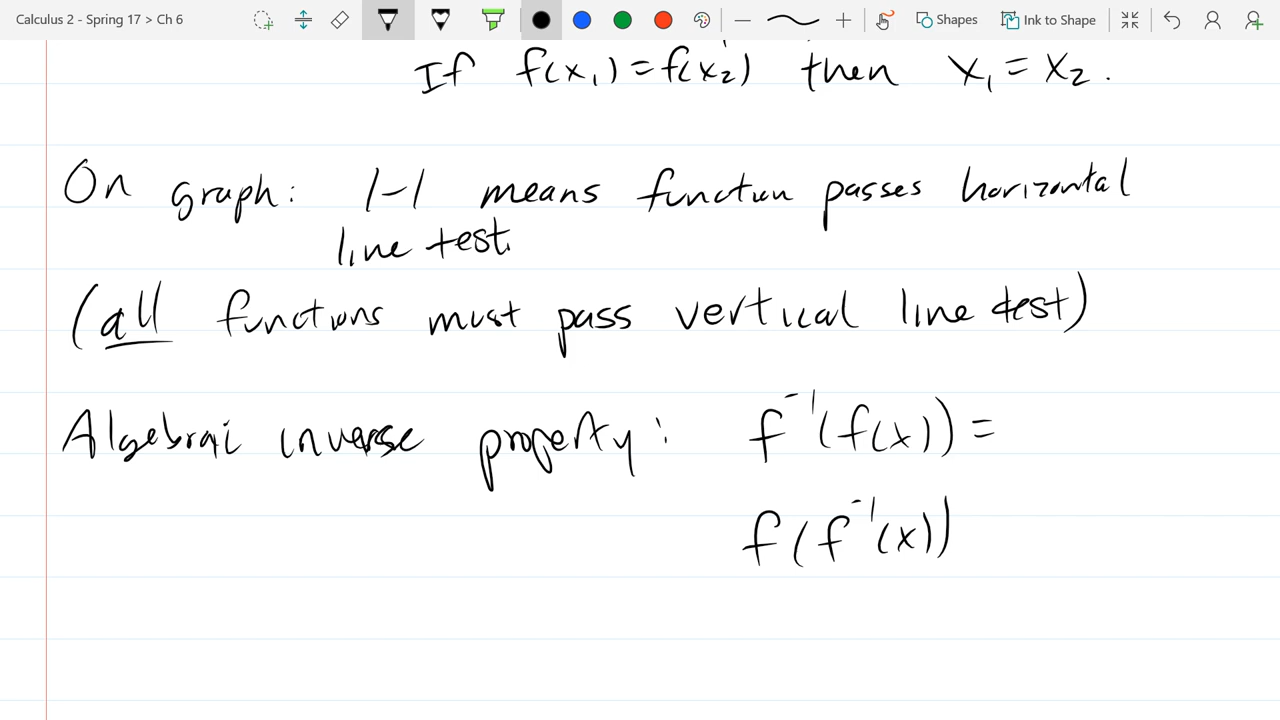 Calculus 2 - Spring 17 > Ch 6
Shapes
Ink to Shape
If f(x₁)=f(x₂) then x₁=x₂.
On graph: 1-1 means function passes horizontal
line test.
(all functions must pass vertical line test)
Algebrai inverse property: f⁻¹(f(x))=
f(f⁻¹(x))